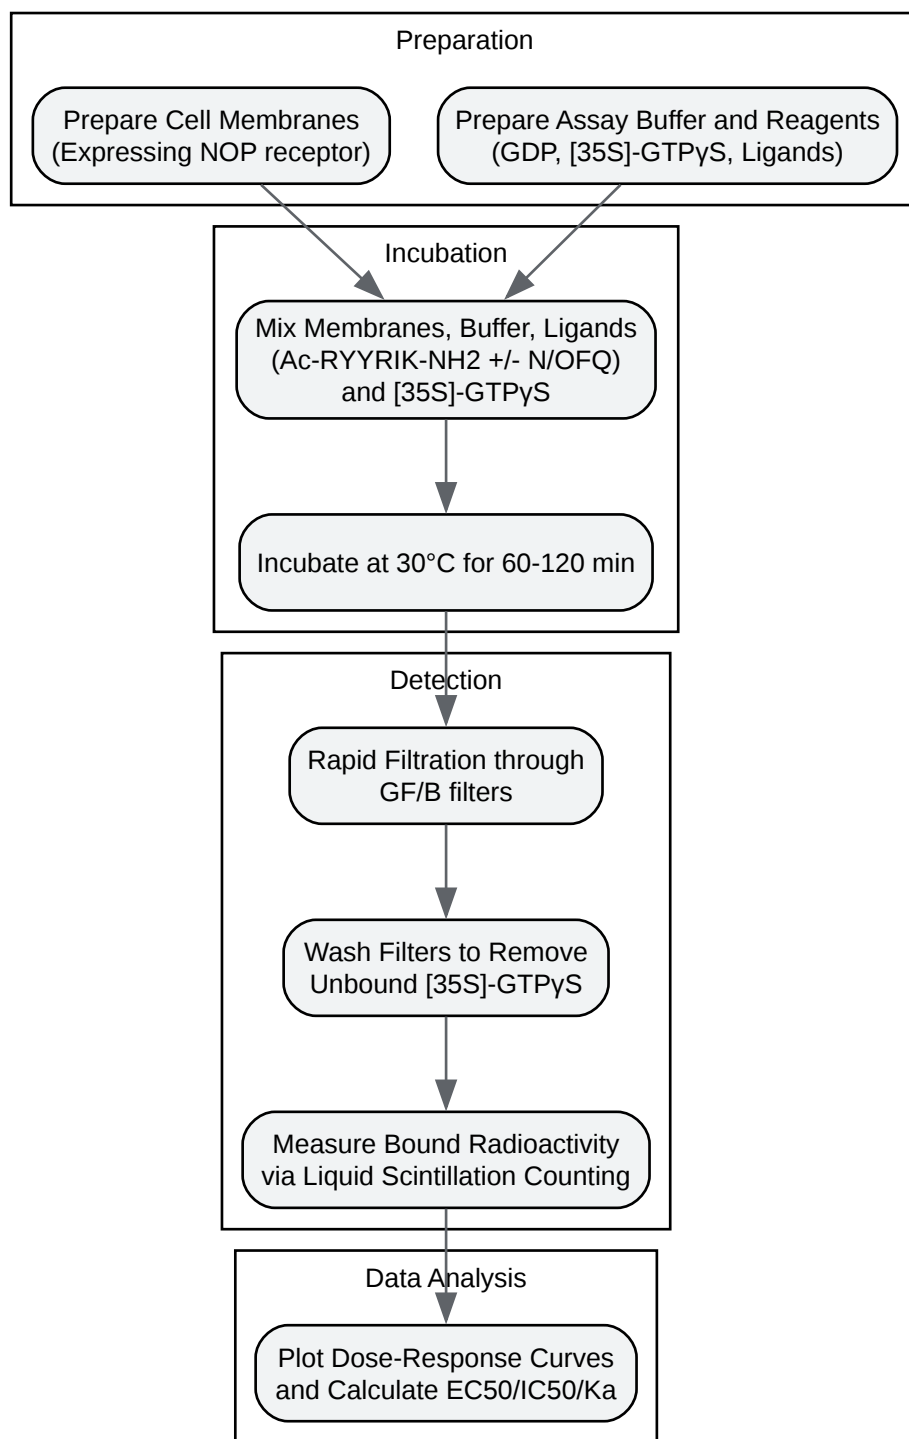 Preparation
Prepare Cell Membranes
(Expressing NOP receptor)
Prepare Assay Buffer and Reagents
(GDP, [35S]-GTPγS, Ligands)
Incubation
Mix Membranes, Buffer, Ligands
(Ac-RYYRIK-NH2 +/- N/OFQ)
and [35S]-GTPγS
Incubate at 30°C for 60-120 min
Detection
Rapid Filtration through
GF/B filters
Wash Filters to Remove
Unbound [35S]-GTPγS
Measure Bound Radioactivity
via Liquid Scintillation Counting
Data Analysis
Plot Dose-Response Curves
and Calculate EC50/IC50/Ka